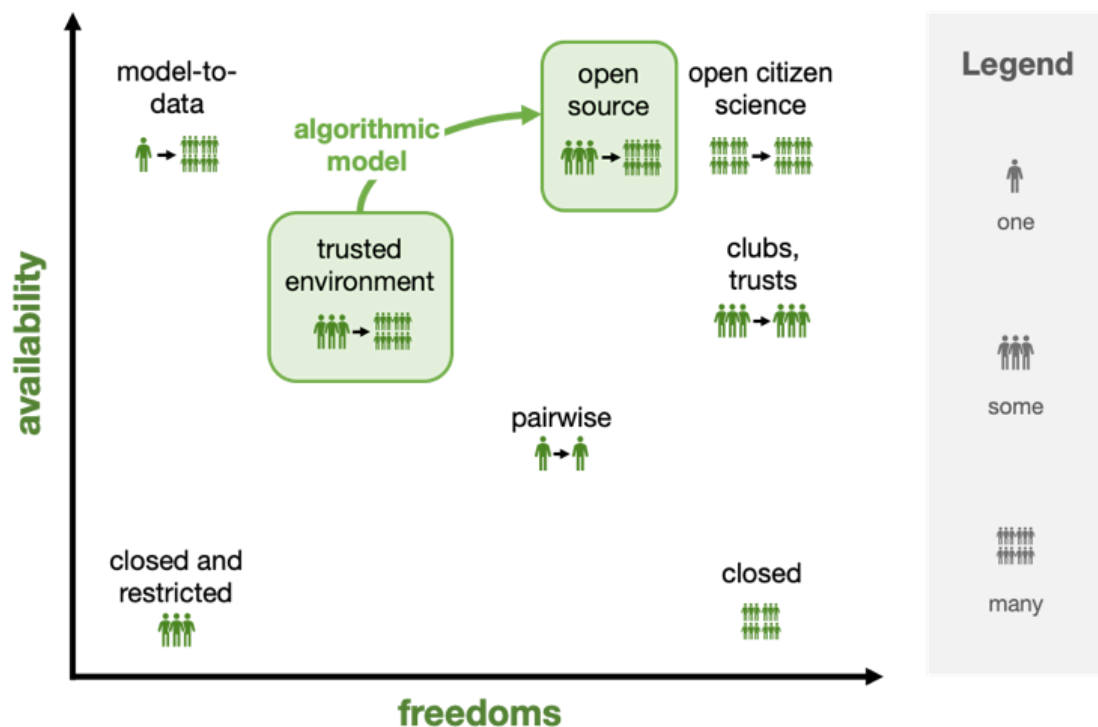 model-to-
data
algorithmic
model
open
source
open citizen
science
trusted
environment
clubs,
trusts
pairwise
closed and
restricted
closed
availability
freedoms
Legend
one
some
many